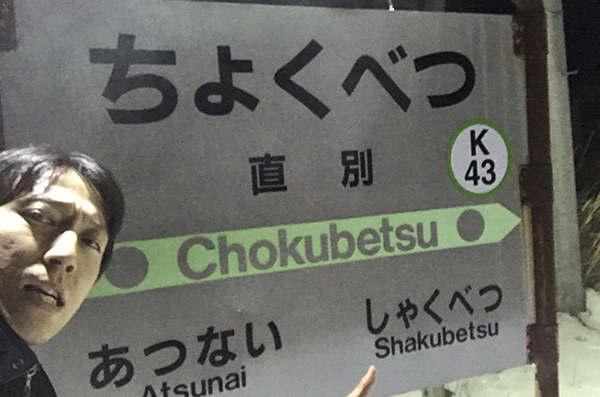 ちよくべつ
直別
K
43
Chokubetsu
あつない
Atsunai
しゃくべつ
Shakubetsu